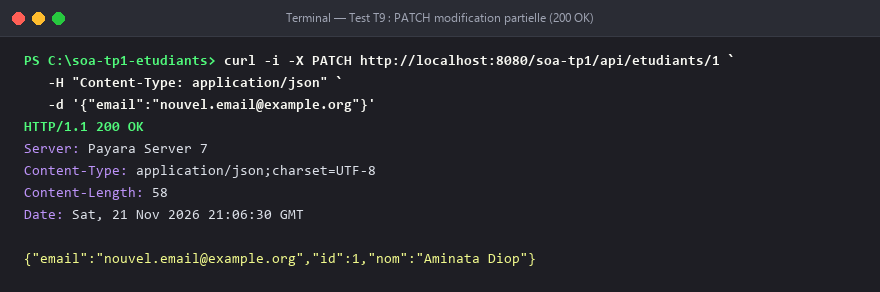 Terminal — Test T9 : PATCH modification partielle (200 OK)
PS C:\soa-tp1-etudiants> curl -i -X PATCH http://localhost:8080/soa-tp1/api/etudiants/1 `
-H "Content-Type: application/json" `
-d '{"email":"nouvel.email@example.org"}'
HTTP/1.1 200 OK
Server: Payara Server 7
Content-Type: application/json;charset=UTF-8
Content-Length: 58
Date: Sat, 21 Nov 2026 21:06:30 GMT
{"email":"nouvel.email@example.org","id":1,"nom":"Aminata Diop"}